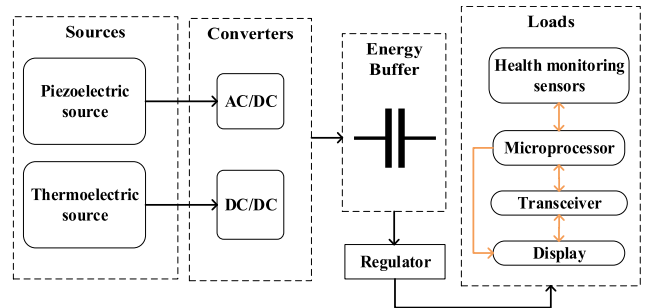 Sources
Piezoelectric
source
Thermoelectric
source
Converters
AC/DC
DC/DC
Energy
Buffer
Regulator
Loads
Health monitoring
sensors
Microprocessor
Transceiver
Display